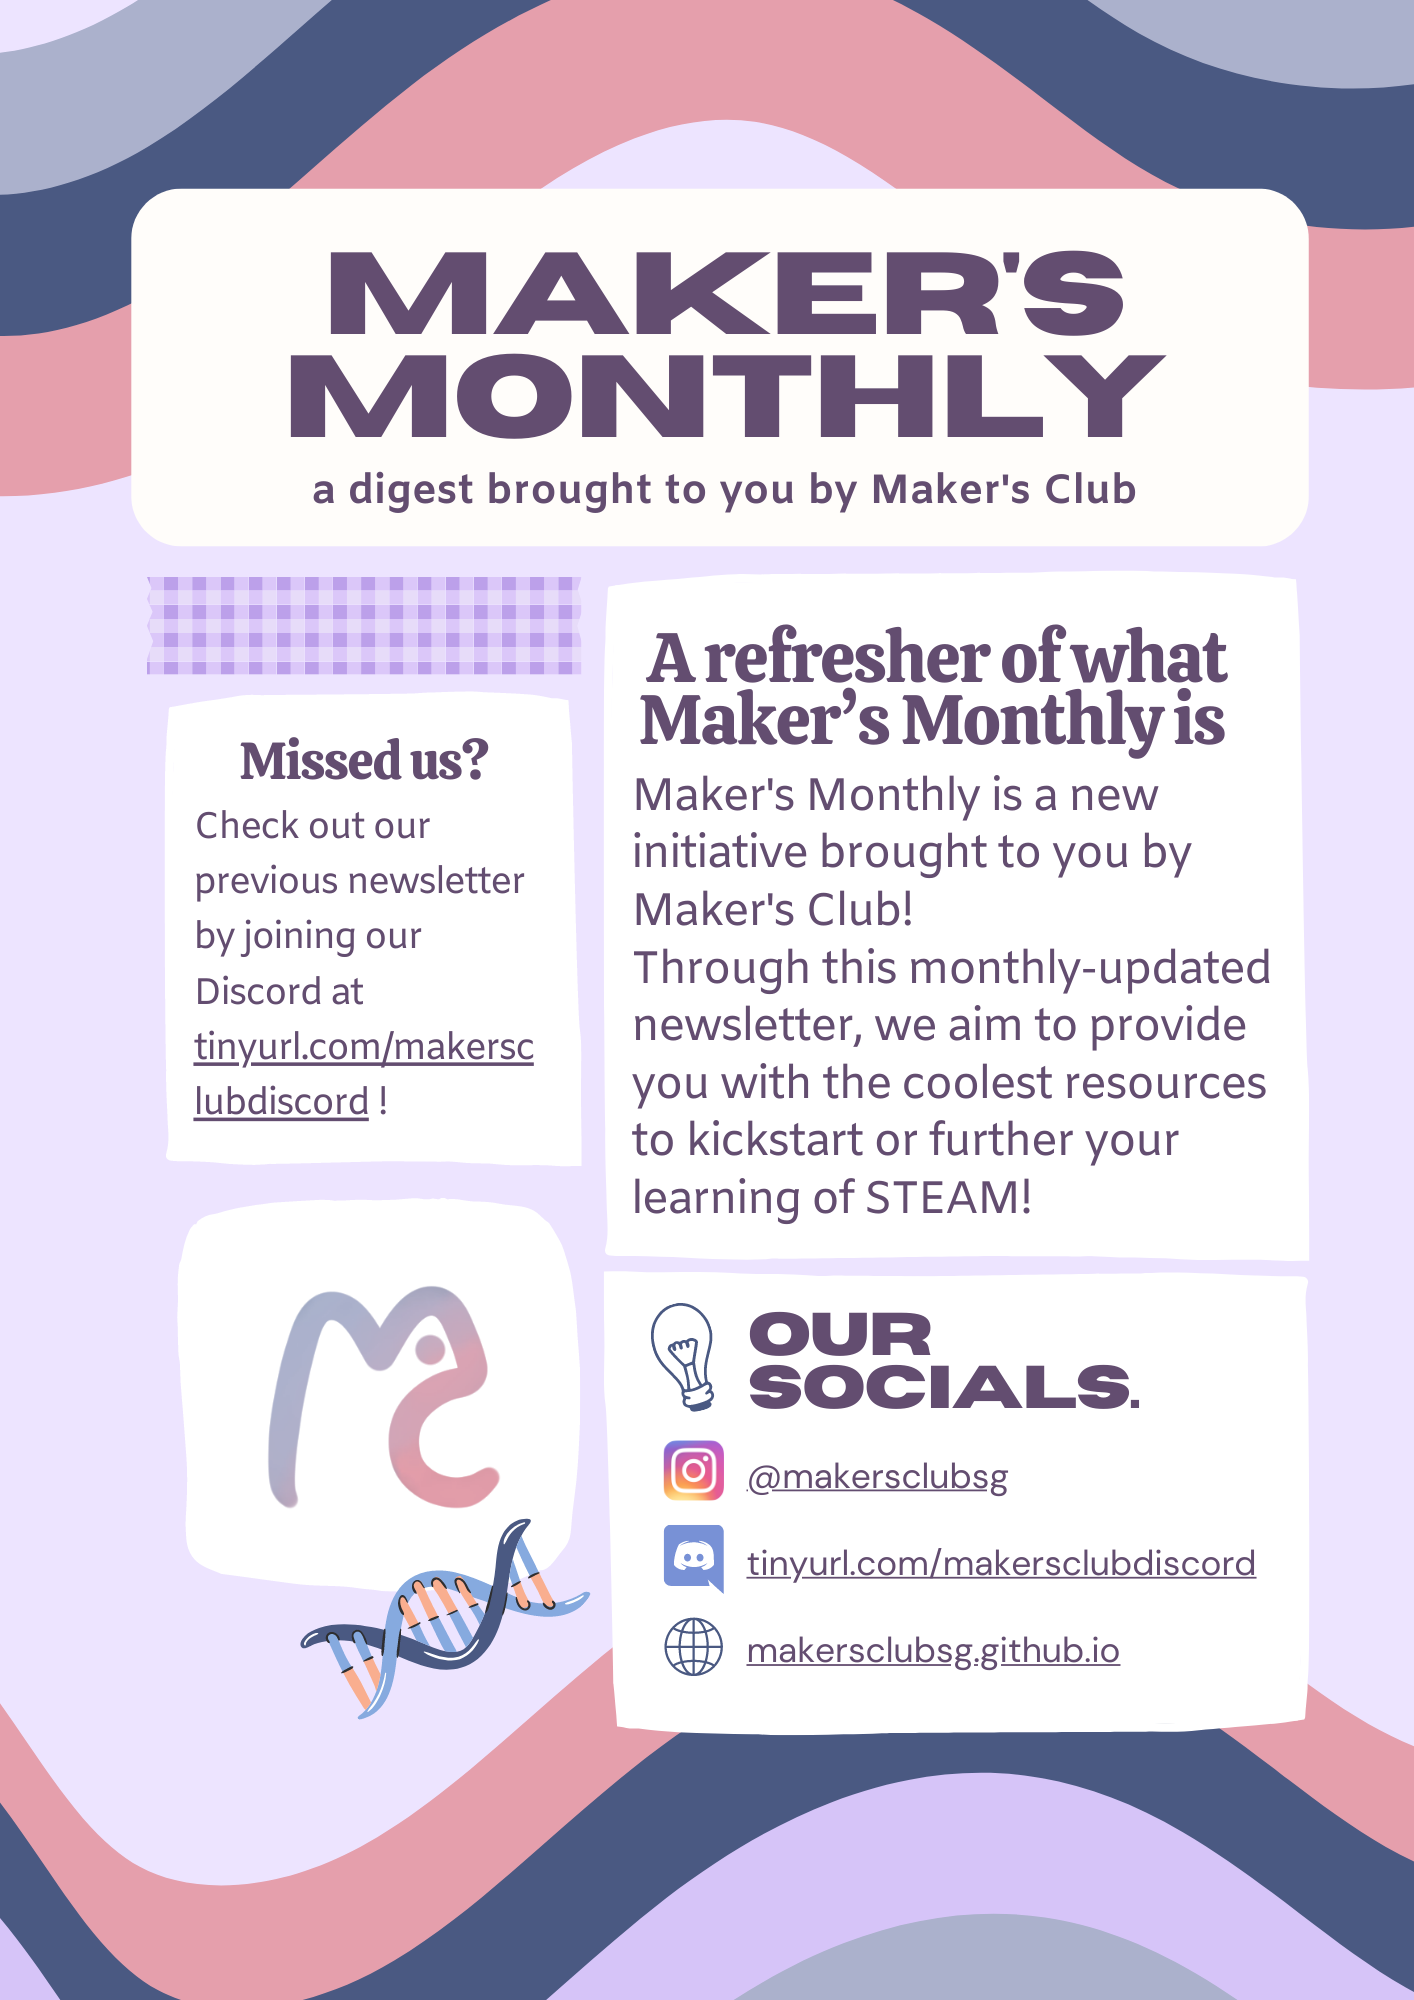 MAKER'S
MONTHLY
a digest brought to you by Maker's Club
Missed us?
Check out our
previous newsletter
by joining our
Discord at
tinyurl.com/makersc
lubdiscord !
A refresher of what
Maker’s Monthly is
Maker's Monthly is a new
initiative brought to you by
Maker's Club!
Through this monthly-updated
newsletter, we aim to provide
you with the coolest resources
to kickstart or further your
learning of STEAM!
MC
OUR
SOCIALS.
@makersclubsg
tinyurl.com/makersclubdiscord
makersclubsg.github.io